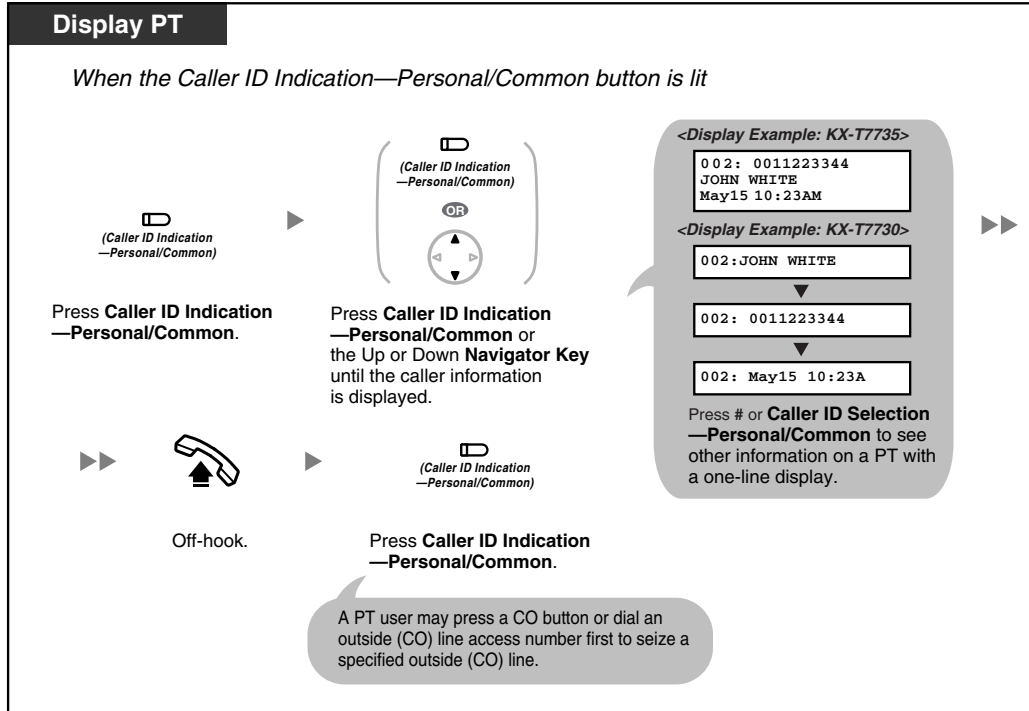 Display PT
When the Caller ID Indication—Personal/Common button is lit
(Caller ID Indication
—Personal/Common)
Press Caller ID Indication
—Personal/Common.
(Caller ID Indication
—Personal/Common)
OR
Press Caller ID Indication
—Personal/Common or
the Up or Down Navigator Key
until the caller information
is displayed.
<Display Example: KX-T7735>
002: 0011223344
JOHN WHITE
May15 10:23AM
<Display Example: KX-T7730>
002:JOHN WHITE
002: 0011223344
002: May15 10:23A
Press # or Caller ID Selection
—Personal/Common to see
other information on a PT with
a one-line display.
Off-hook.
(Caller ID Indication
—Personal/Common)
Press Caller ID Indication
—Personal/Common.
A PT user may press a CO button or dial an
outside (CO) line access number first to seize a
specified outside (CO) line.